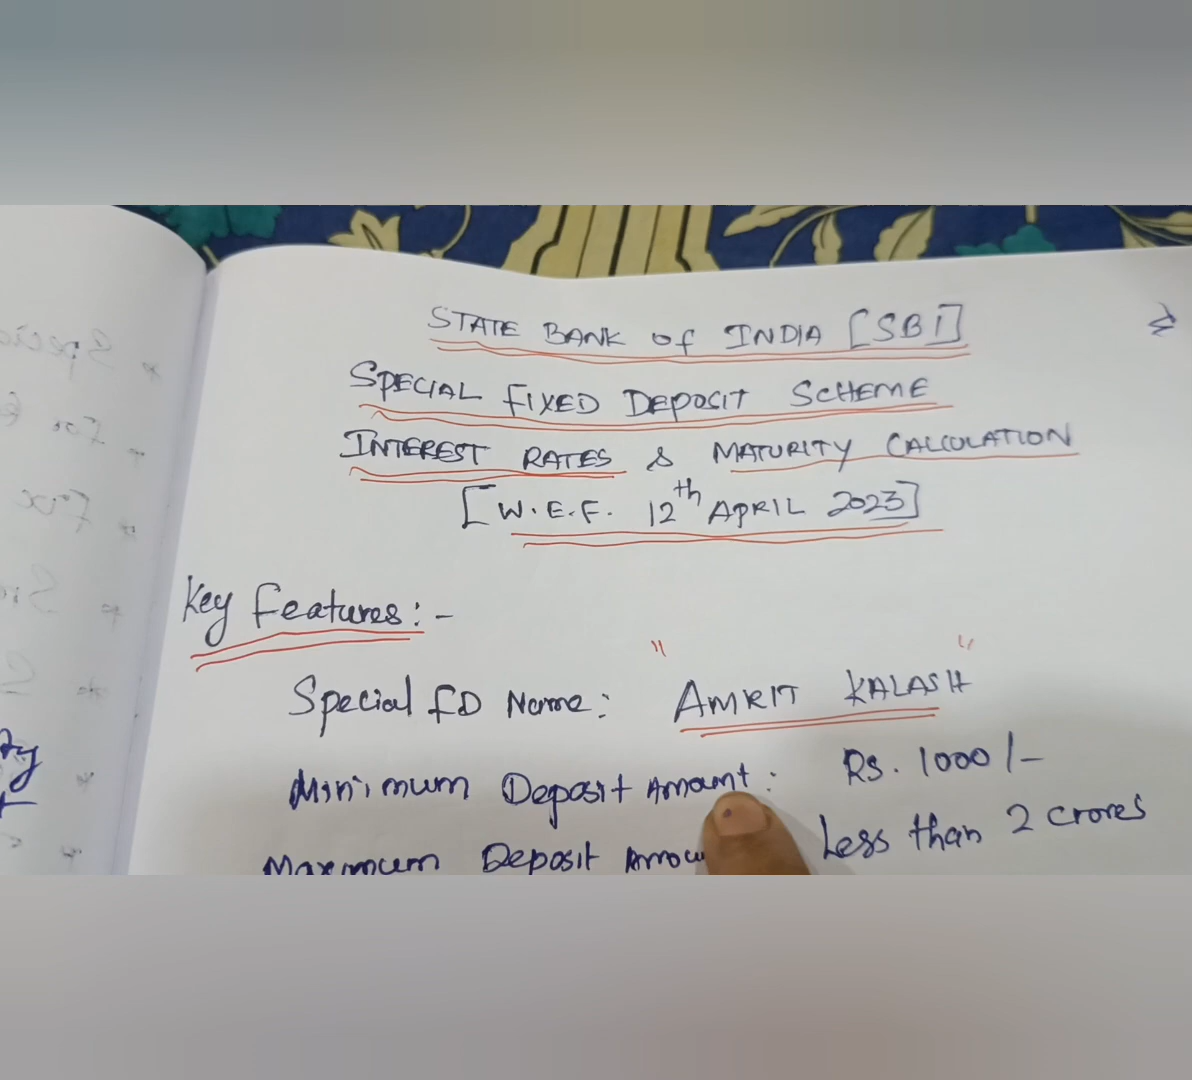 STATE BANK of INDIA [SBI]
SPECIAL FIXED DEPOSIT SCHEME
INTEREST RATES & MATURITY CALCULATION
[W.E.F. 12th APRIL 2023]
Key Features:-
Special FD Name: "AMRIT KALASH"
Minimum Deposit Amount: Rs. 1000/-
Maximum Deposit Amou Less than 2 crores